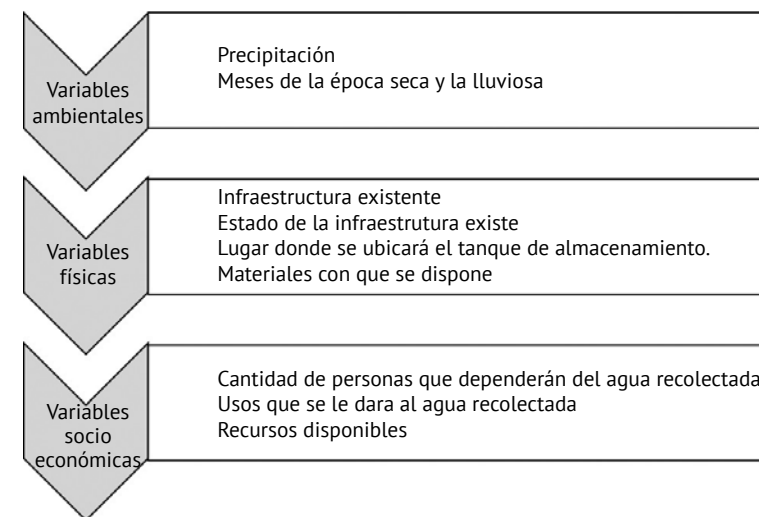 Variables
ambientales
Precipitación
Meses de la época seca y la lluviosa
Variables
físicas
Infraestructura existente
Estado de la infraestrutura existe
Lugar donde se ubicará el tanque de almacenamiento.
Materiales con que se dispone
Variables
socio
económicas
Cantidad de personas que dependerán del agua recolectada
Usos que se le dara al agua recolectada
Recursos disponibles